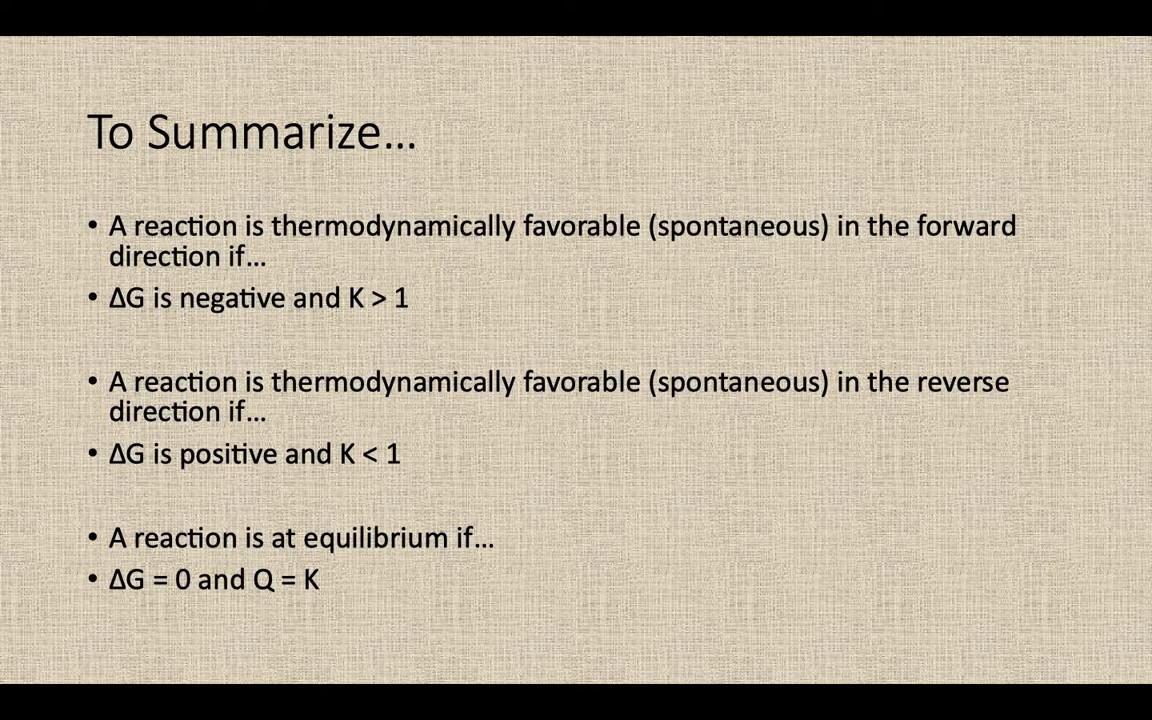 To Summarize...
• A reaction is thermodynamically favorable (spontaneous) in the forward
direction if...
• ΔG is negative and K > 1
• A reaction is thermodynamically favorable (spontaneous) in the reverse
direction if...
• ΔG is positive and K < 1
• A reaction is at equilibrium if...
• ΔG = 0 and Q = K